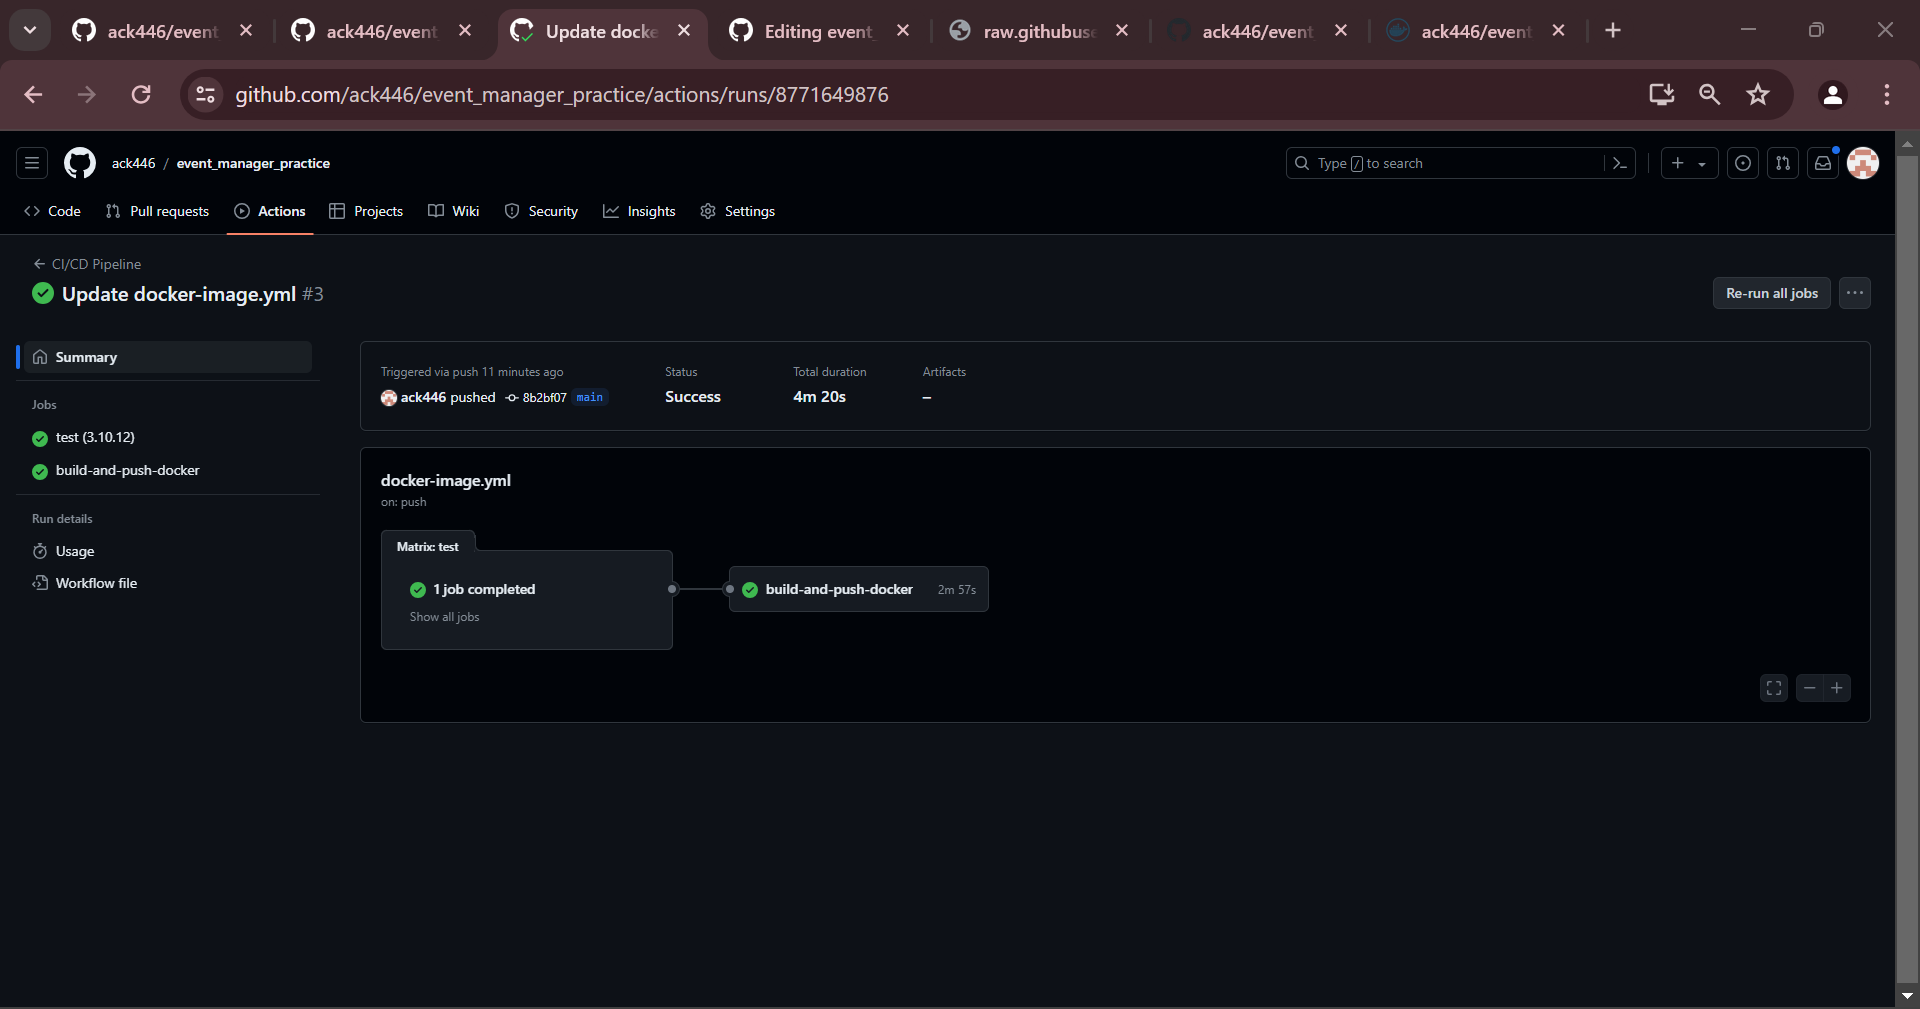 ack446/event
ack446/event
Update docke
Editing event_
raw.githubuse
ack446/event
ack446/event
github.com/ack446/event_manager_practice/actions/runs/8771649876
ack446 / event_manager_practice
Type / to search
Code
Pull requests
Actions
Projects
Wiki
Security
Insights
Settings
CI/CD Pipeline
Update docker-image.yml #3
Re-run all jobs
Summary
Jobs
test (3.10.12)
build-and-push-docker
Run details
Usage
Workflow file
Triggered via push 11 minutes ago
ack446 pushed 8b2bf07 main
Status
Success
Total duration
4m 20s
Artifacts
–
docker-image.yml
on: push
Matrix: test
1 job completed
Show all jobs
build-and-push-docker 2m 57s